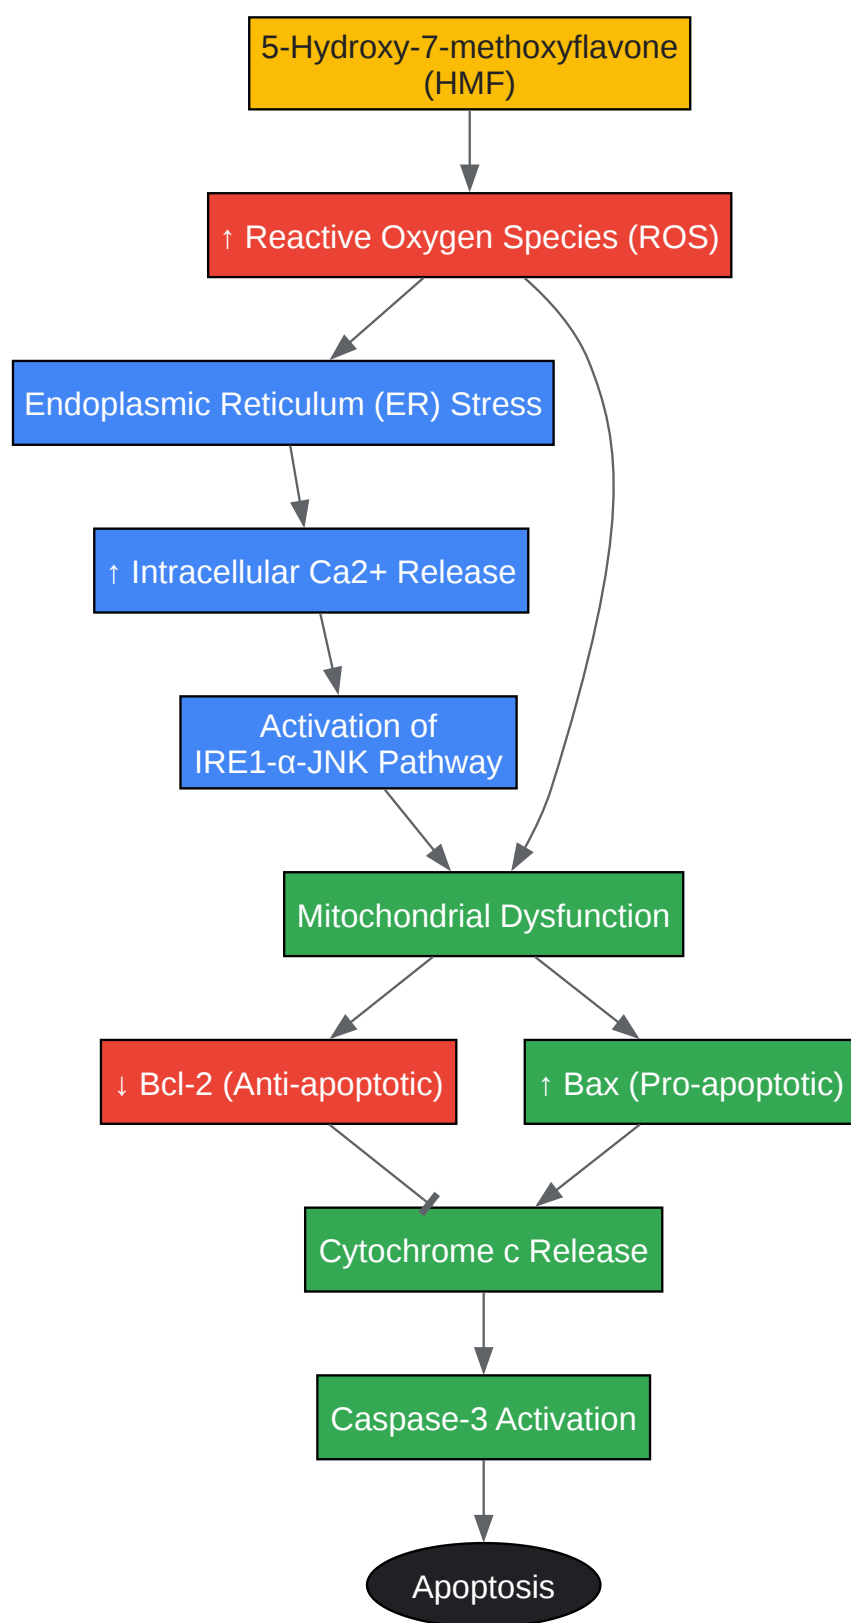 5-Hydroxy-7-methoxyflavone
(HMF)
↑ Reactive Oxygen Species (ROS)
Endoplasmic Reticulum (ER) Stress
↑ Intracellular Ca2+ Release
Activation of
IRE1-α-JNK Pathway
Mitochondrial Dysfunction
↓ Bcl-2 (Anti-apoptotic)
↑ Bax (Pro-apoptotic)
Cytochrome c Release
Caspase-3 Activation
Apoptosis